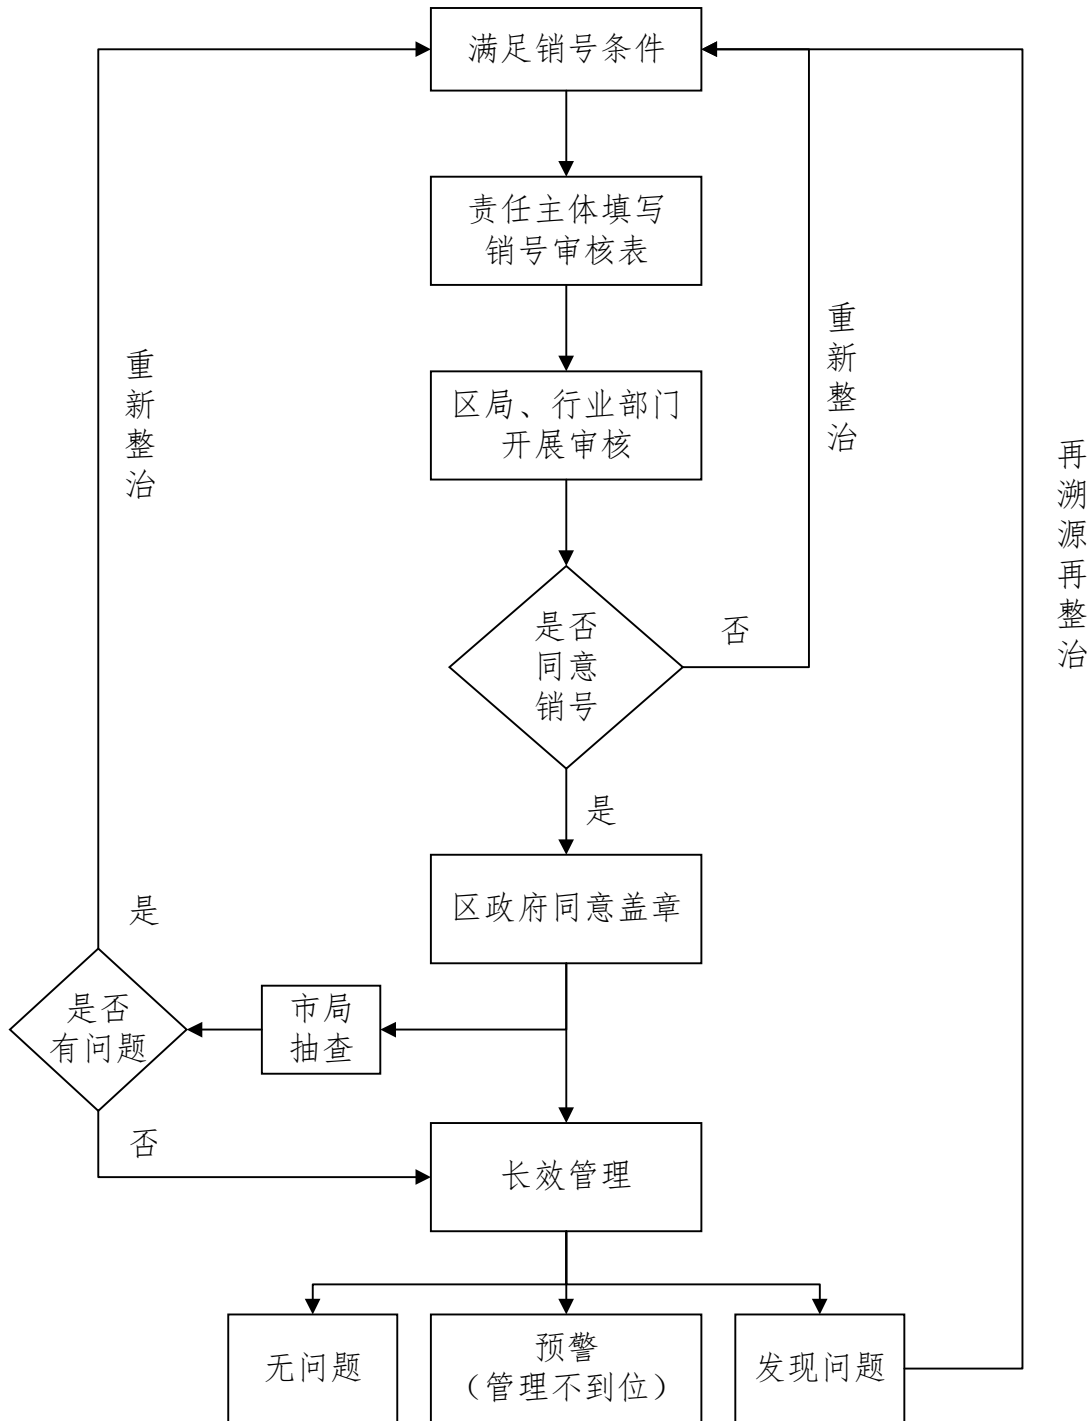 满足销号条件
责任主体填写
销号审核表
重新整治
重新整治
区局、行业部门
开展审核
再溯源再整治
是否
同意
销号
否
是
区政府同意盖章
是
是否
有问题
市局
抽查
否
长效管理
无问题
预警
（管理不到位）
发现问题